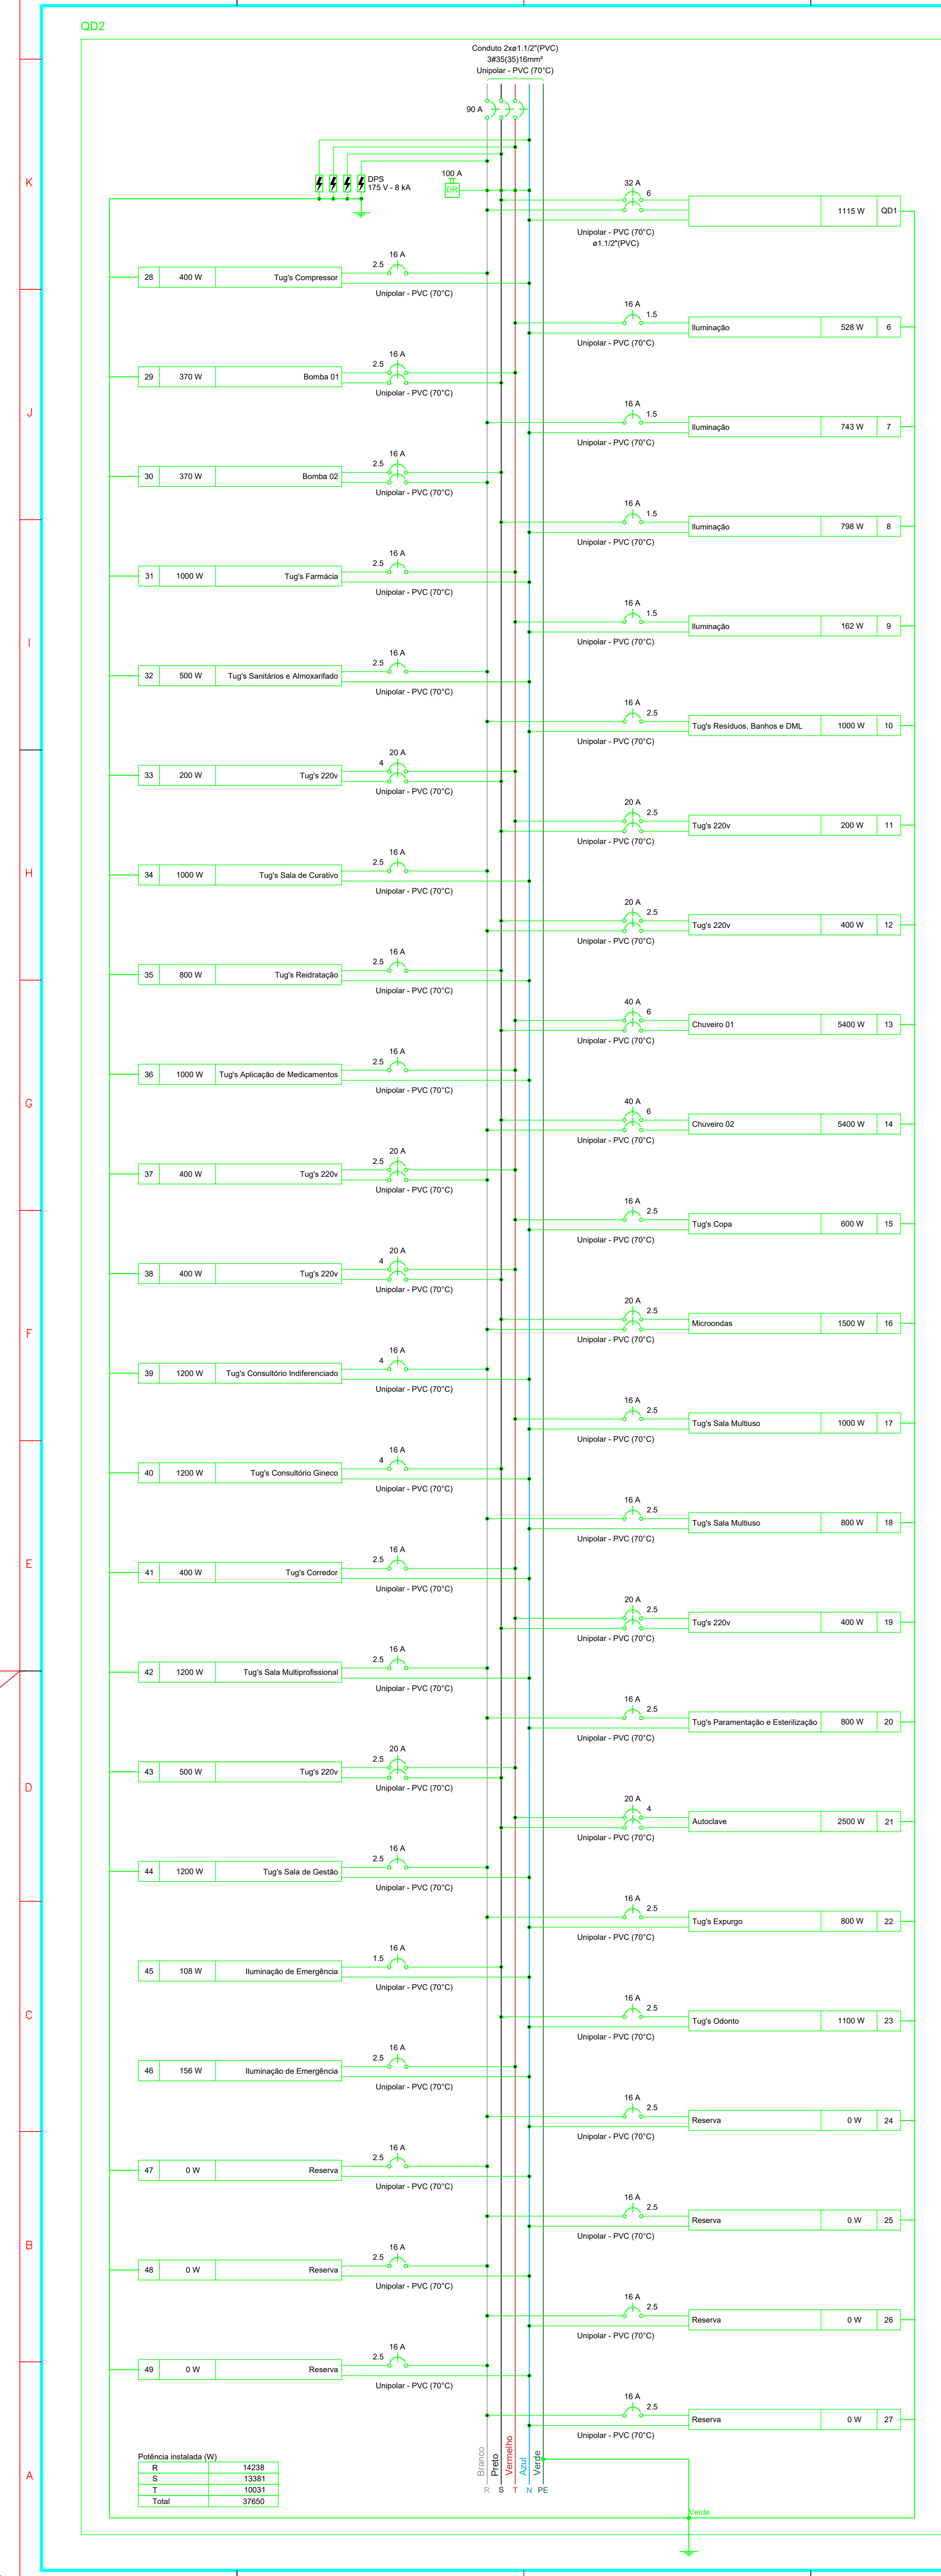 QD2
Conduto 2xø1.1/2"(PVC)
3#35(35)16mm²
Unipolar - PVC (70°C)
90 A
DPS
175 V - 8 kA
100 A
DR
32 A
6
1115 W QD1
Unipolar - PVC (70°C)
ø1.1/2"(PVC)
K
16 A
2.5
28 400 W Tug's Compressor
Unipolar - PVC (70°C)
16 A
1.5
Iluminação 528 W 6
Unipolar - PVC (70°C)
16 A
2.5
29 370 W Bomba 01
Unipolar - PVC (70°C)
J
16 A
1.5
Iluminação 743 W 7
Unipolar - PVC (70°C)
16 A
2.5
30 370 W Bomba 02
Unipolar - PVC (70°C)
16 A
1.5
Iluminação 798 W 8
Unipolar - PVC (70°C)
16 A
2.5
31 1000 W Tug's Farmácia
Unipolar - PVC (70°C)
16 A
1.5
Iluminação 162 W 9
Unipolar - PVC (70°C)
I
16 A
2.5
32 500 W Tug's Sanitários e Almoxarifado
Unipolar - PVC (70°C)
16 A
2.5
Tug's Resíduos, Banhos e DML 1000 W 10
Unipolar - PVC (70°C)
20 A
4
33 200 W Tug's 220v
Unipolar - PVC (70°C)
20 A
2.5
Tug's 220v 200 W 11
Unipolar - PVC (70°C)
H
16 A
2.5
34 1000 W Tug's Sala de Curativo
Unipolar - PVC (70°C)
20 A
2.5
Tug's 220v 400 W 12
Unipolar - PVC (70°C)
16 A
2.5
35 800 W Tug's Reidratação
Unipolar - PVC (70°C)
40 A
6
Chuveiro 01 5400 W 13
Unipolar - PVC (70°C)
16 A
2.5
36 1000 W Tug's Aplicação de Medicamentos
Unipolar - PVC (70°C)
G
40 A
6
Chuveiro 02 5400 W 14
Unipolar - PVC (70°C)
20 A
2.5
37 400 W Tug's 220v
Unipolar - PVC (70°C)
16 A
2.5
Tug's Copa 600 W 15
Unipolar - PVC (70°C)
20 A
4
38 400 W Tug's 220v
Unipolar - PVC (70°C)
20 A
2.5
Microondas 1500 W 16
Unipolar - PVC (70°C)
F
16 A
4
39 1200 W Tug's Consultório Indiferenciado
Unipolar - PVC (70°C)
16 A
2.5
Tug's Sala Multiuso 1000 W 17
Unipolar - PVC (70°C)
16 A
4
40 1200 W Tug's Consultório Gineco
Unipolar - PVC (70°C)
16 A
2.5
Tug's Sala Multiuso 800 W 18
Unipolar - PVC (70°C)
E
16 A
2.5
41 400 W Tug's Corredor
Unipolar - PVC (70°C)
20 A
2.5
Tug's 220v 400 W 19
Unipolar - PVC (70°C)
16 A
2.5
42 1200 W Tug's Sala Multiprofissional
Unipolar - PVC (70°C)
16 A
2.5
Tug's Paramentação e Esterilização 800 W 20
Unipolar - PVC (70°C)
20 A
2.5
43 500 W Tug's 220v
Unipolar - PVC (70°C)
D
20 A
4
Autoclave 2500 W 21
Unipolar - PVC (70°C)
16 A
2.5
44 1200 W Tug's Sala de Gestão
Unipolar - PVC (70°C)
16 A
2.5
Tug's Expurgo 800 W 22
Unipolar - PVC (70°C)
16 A
1.5
45 108 W Iluminação de Emergência
Unipolar - PVC (70°C)
C
16 A
2.5
Tug's Odonto 1100 W 23
Unipolar - PVC (70°C)
16 A
2.5
46 156 W Iluminação de Emergência
Unipolar - PVC (70°C)
16 A
2.5
Reserva 0 W 24
Unipolar - PVC (70°C)
16 A
2.5
47 0 W Reserva
Unipolar - PVC (70°C)
16 A
2.5
Reserva 0 W 25
Unipolar - PVC (70°C)
B
16 A
2.5
48 0 W Reserva
Unipolar - PVC (70°C)
16 A
2.5
Reserva 0 W 26
Unipolar - PVC (70°C)
16 A
2.5
49 0 W Reserva
Unipolar - PVC (70°C)
16 A
2.5
Reserva 0 W 27
Unipolar - PVC (70°C)
A
Branco Preto Vermelho Azul Verde
R S T N PE
Potência instalada (W)
R 14238
S 13381
T 10031
Total 37650
Verde